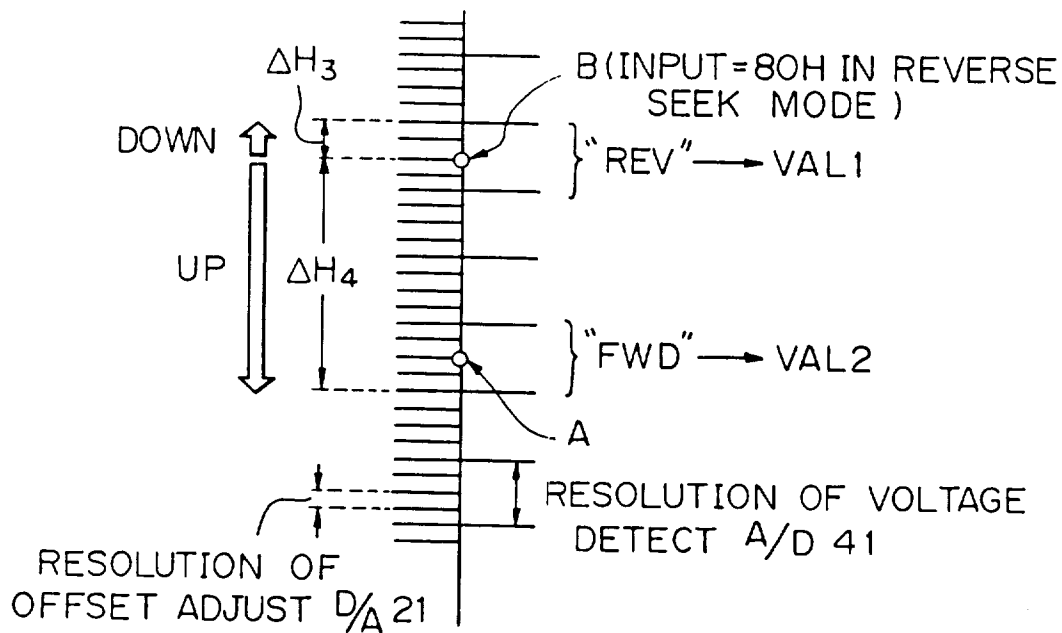 ΔH3
B(INPUT=80H IN REVERSE
SEEK MODE)
DOWN
"REV" → VAL1
UP
ΔH4
"FWD" → VAL2
A
RESOLUTION OF VOLTAGE
DETECT A/D 41
RESOLUTION OF
OFFSET ADJUST D/A 21